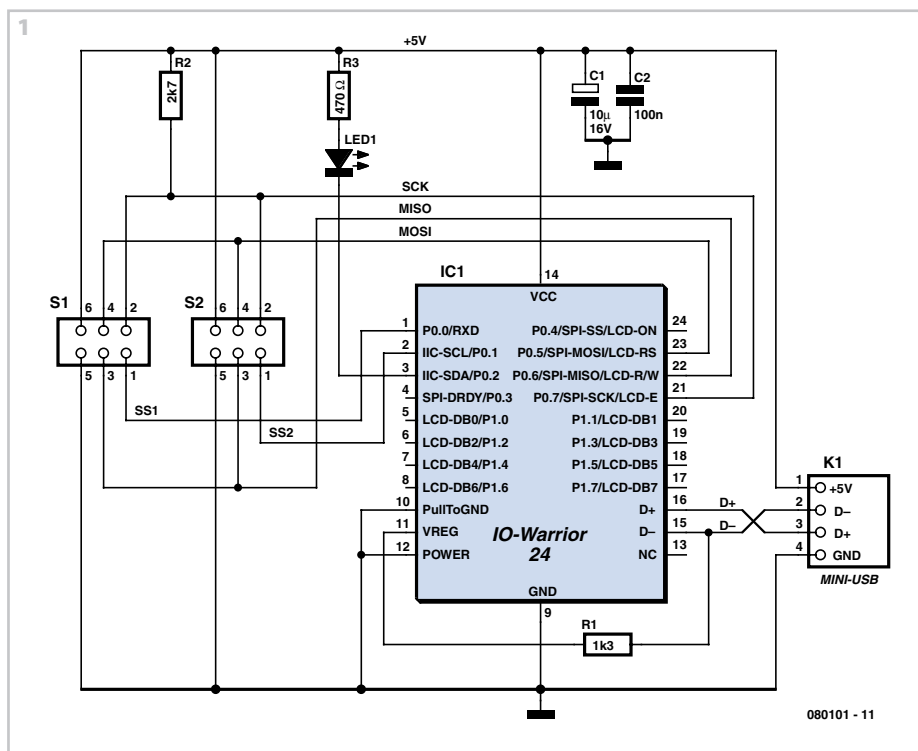 1
+5V
R2
2k7
R3
470 Ω
LED1
C1
10µ
16V
C2
100n
SCK
MISO
MOSI
S1
6 4 2
5 3 1
S2
6 4 2
5 3 1
SS1
SS2
IC1
14
VCC
1 P0.0/RXD P0.4/SPI-SS/LCD-ON 24
2 IIC-SCL/P0.1 P0.5/SPI-MOSI/LCD-RS 23
3 IIC-SDA/P0.2 P0.6/SPI-MISO/LCD-R/W 22
4 SPI-DRDY/P0.3 P0.7/SPI-SCK/LCD-E 21
5 LCD-DB0/P1.0 P1.1/LCD-DB1 20
6 LCD-DB2/P1.2 P1.3/LCD-DB3 19
7 LCD-DB4/P1.4 P1.5/LCD-DB5 18
8 LCD-DB6/P1.6 P1.7/LCD-DB7 17
10 PullToGND D+ 16
11 VREG D– 15
12 POWER NC 13
IO-Warrior
24
GND
9
D+
D–
K1
1 +5V
2 D–
3 D+
4 GND
MINI-USB
R1
1k3
080101 - 11